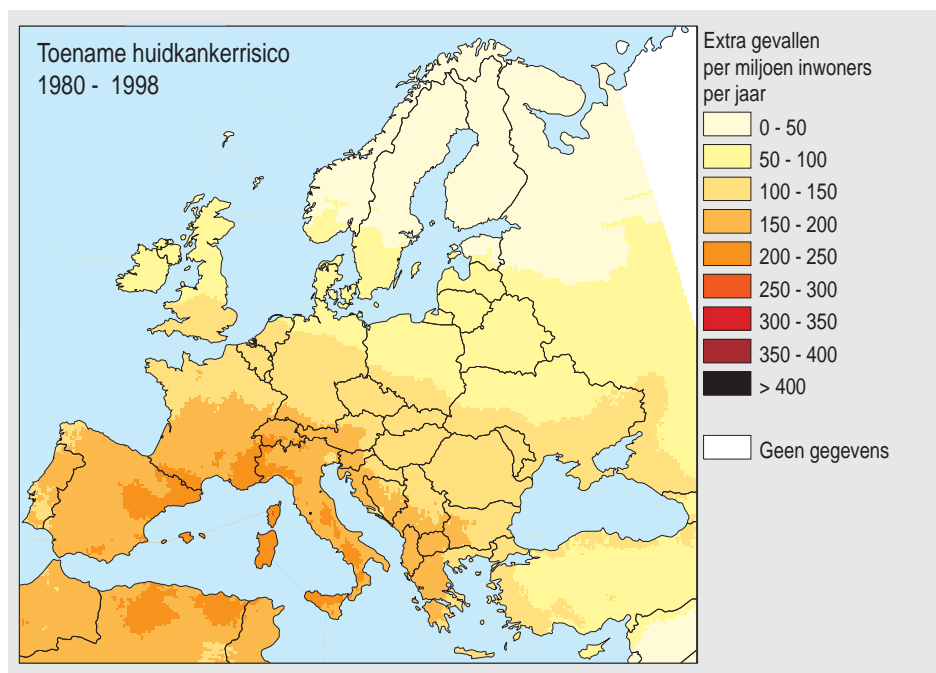 Toename huidkankerrisico
1980 - 1998
Extra gevallen
per miljoen inwoners
per jaar
0 - 50
50 - 100
100 - 150
150 - 200
200 - 250
250 - 300
300 - 350
350 - 400
> 400
Geen gegevens